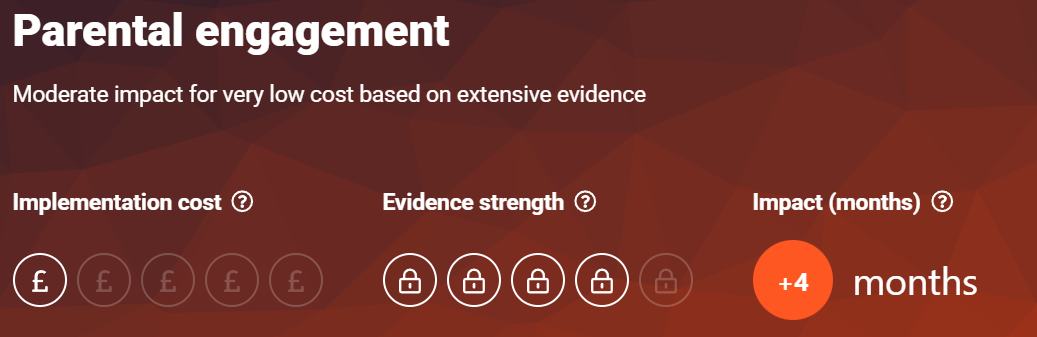 Parental engagement
Moderate impact for very low cost based on extensive evidence
Implementation cost ? Evidence strength ? Impact (months) ?
£ £ £ £ £ +4 months